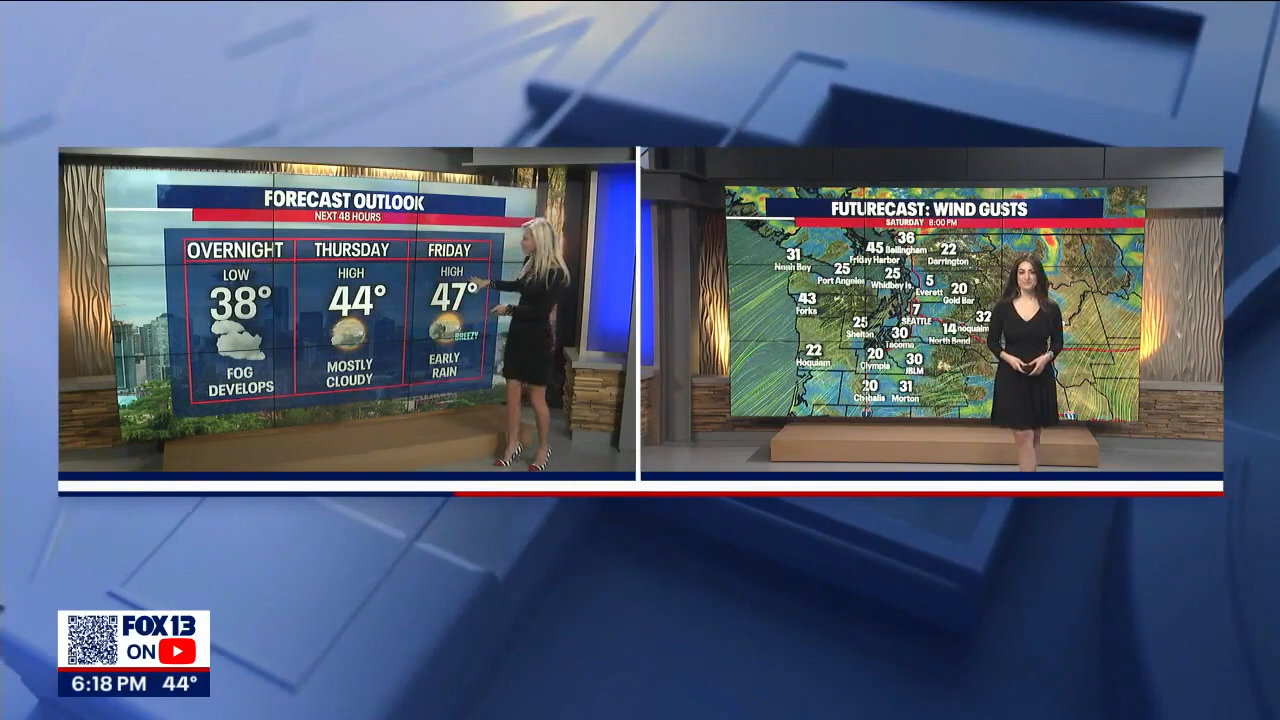 FORECAST OUTLOOK
NEXT 48 HOURS
OVERNIGHT
LOW
38°
FOG
DEVELOPS
THURSDAY
HIGH
44°
MOSTLY
CLOUDY
FRIDAY
HIGH
47°
BREEZY
EARLY
RAIN
FUTURECAST: WIND GUSTS
SATURDAY 8:00 PM
36
Bellingham
45
Friday Harbor
22
Darrington
31
Neah Bay
25
Port Angeles
25
Whidbey Is.
5
Everett
20
Gold Bar
43
Forks
7
SEATTLE
32
noqualm
25
Shelton
30
Tacoma
14
North Bend
22
Hoquiam
20
Olympia
30
JBLM
20
Chehalis
31
Morton
FOX 13
ON
6:18 PM 44°